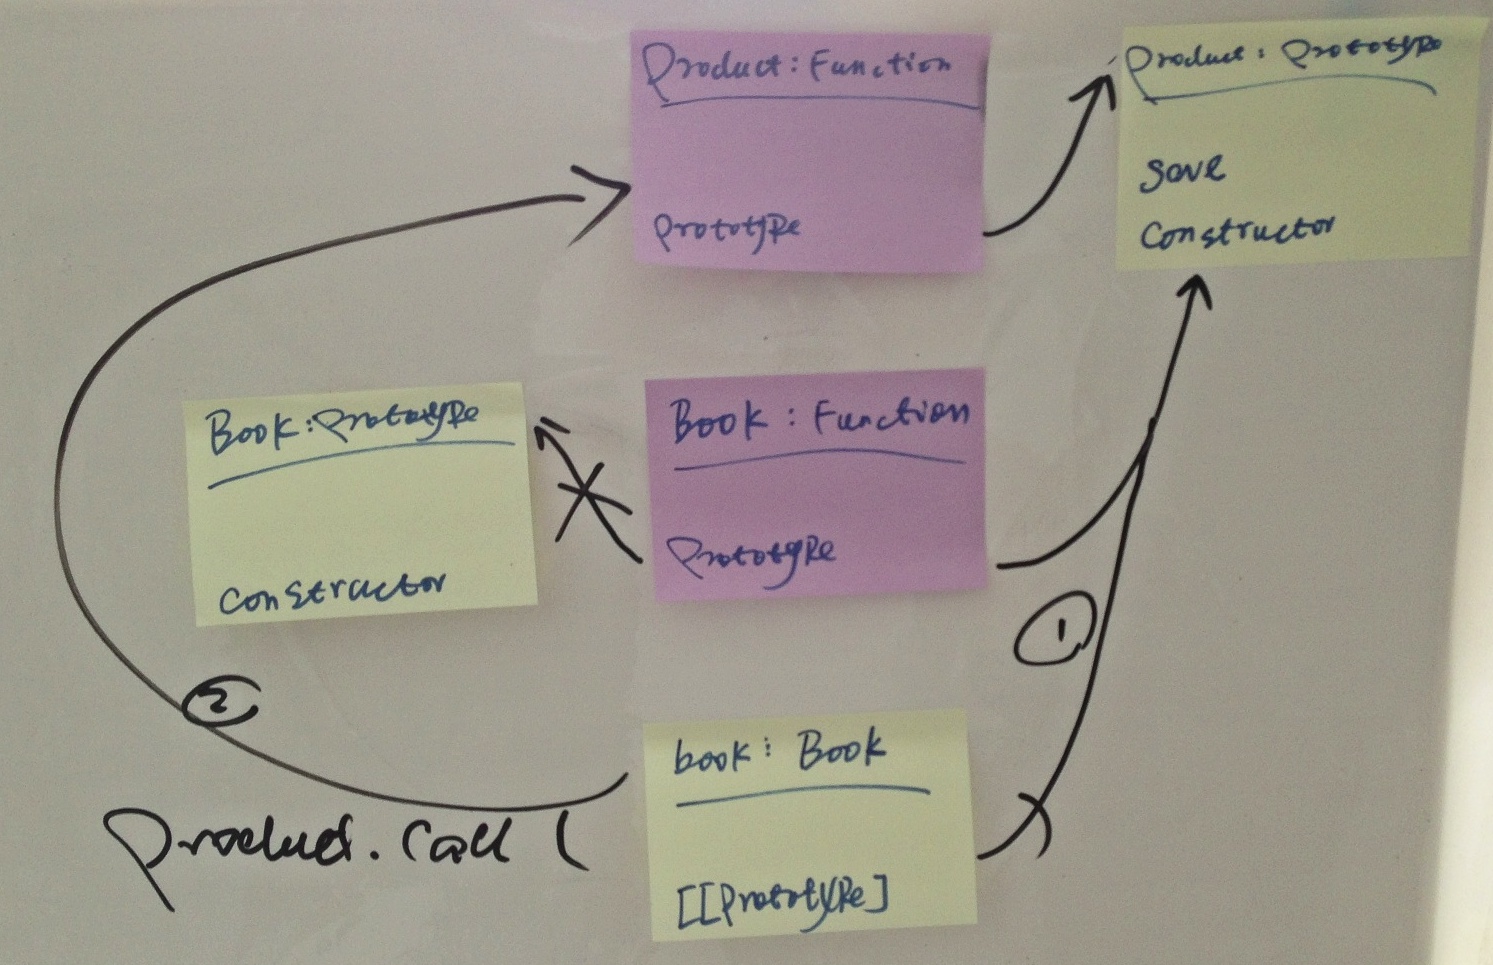 Product: Function
Prototype
Product: Prototype
Save
Constructor
Book: Prototype
Constructor
Book: Function
Prototype
1
2
book: Book
[[Prototype]
Product. Call (